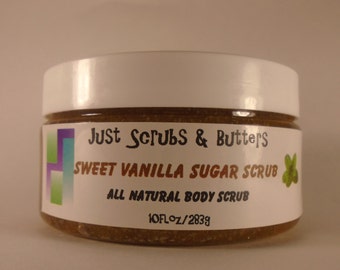 Just Scrubs & Butters
SWEET VANILLA SUGAR SCRUB
ALL NATURAL BODY SCRUB
10FLoz/283g